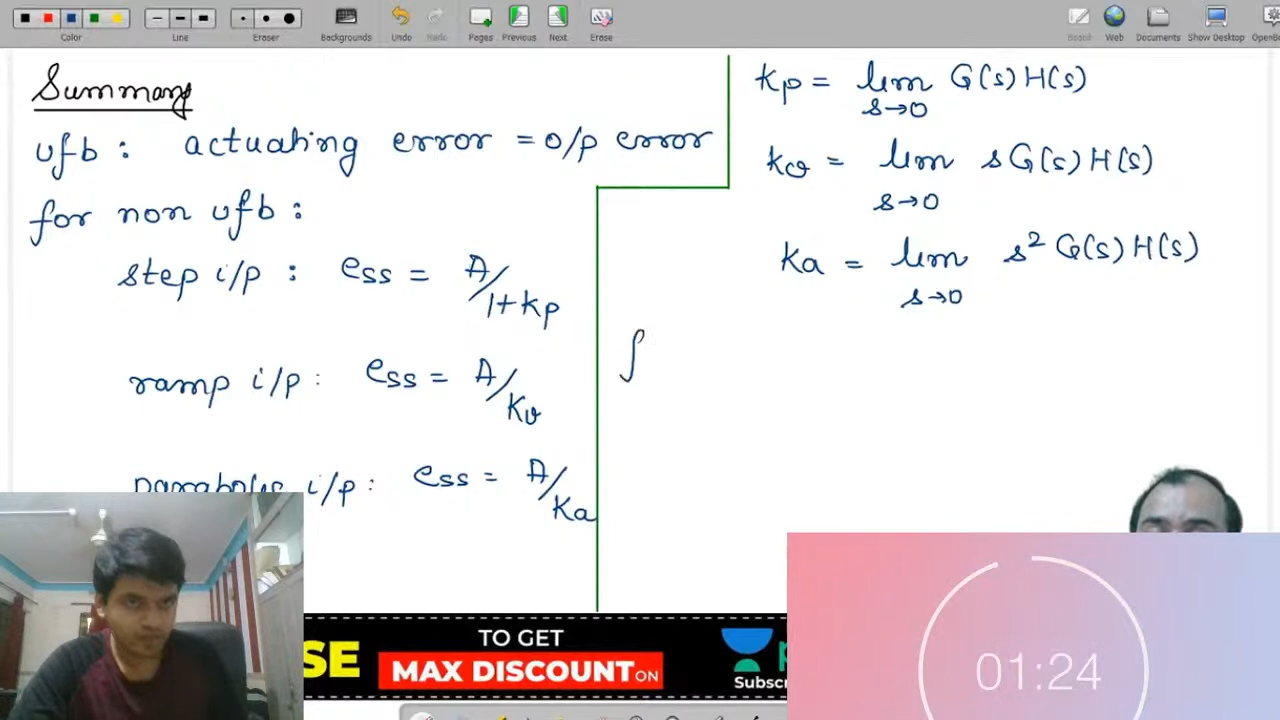 Color
Line
Eraser
Backgrounds
Undo
Redo
Pages
Previous
Next
Erase
Board
Web
Documents
Show Desktop
Summary
ufb : actuating error = o/p error
for non ufb :
step i/p : ess = A/1+kp
ramp i/p : ess = A/Kv
parabolic i/p : ess = A/Ka
kp = lim G(s)H(s)
s→0
kv = lim s G(s)H(s)
s→0
ka = lim s² G(s)H(s)
s→0
∫
TO GET
MAX DISCOUNT ON
01:24